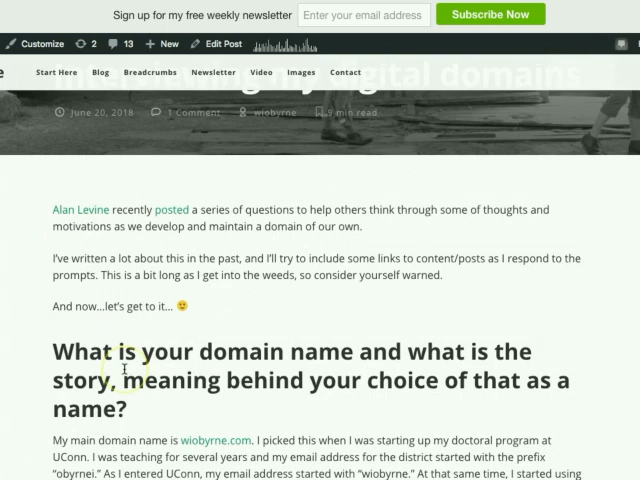 Sign up for my free weekly newsletter Enter your email address Subscribe Now
Customize 2 13 New Edit Post
e Start Here Blog Breadcrumbs Newsletter Video Images Contact
Interviewing my digital domains
June 20, 2018 1 Comment wiobyrne 9 min read
Alan Levine recently posted a series of questions to help others think through some of thoughts and
motivations as we develop and maintain a domain of our own.
I've written a lot about this in the past, and I'll try to include some links to content/posts as I respond to the
prompts. This is a bit long as I get into the weeds, so consider yourself warned.
And now...let's get to it... 🙂
What is your domain name and what is the
story, meaning behind your choice of that as a
name?
My main domain name is wiobyrne.com. I picked this when I was starting up my doctoral program at
UConn. I was teaching for several years and my email address for the district started with the prefix
"obyrnei." As I entered UConn, my email address started with "wiobyrne." At that same time, I started using